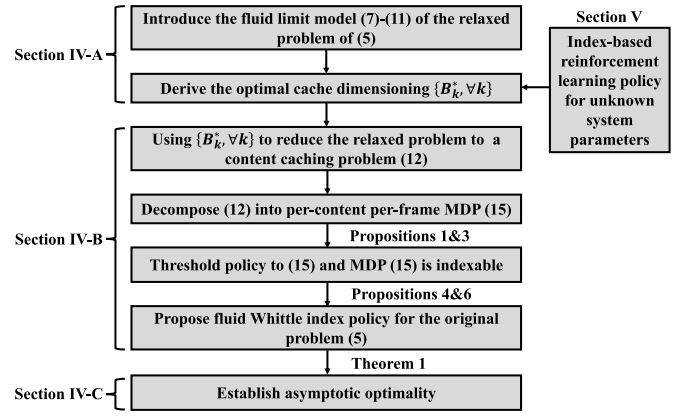 Introduce the fluid limit model (7)-(11) of the relaxed
problem of (5)
Section IV-A
Derive the optimal cache dimensioning {B*k, ∀k}
Section V
Index-based
reinforcement
learning policy
for unknown
system
parameters
Using {B*k, ∀k} to reduce the relaxed problem to a
content caching problem (12)
Decompose (12) into per-content per-frame MDP (15)
Propositions 1&3
Section IV-B
Threshold policy to (15) and MDP (15) is indexable
Propositions 4&6
Propose fluid Whittle index policy for the original
problem (5)
Theorem 1
Section IV-C
Establish asymptotic optimality